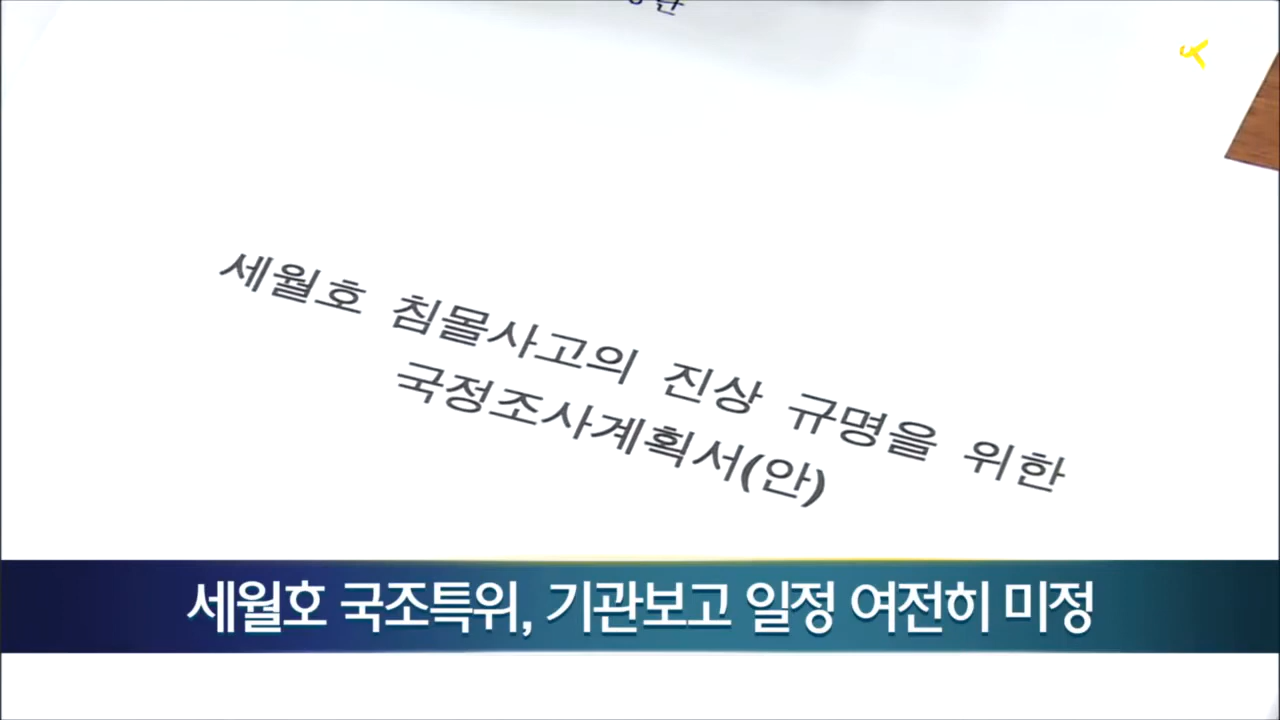 세월호 침몰사고의 진상 규명을 위한
국정조사계획서(안)
세월호 국조특위, 기관보고 일정 여전히 미정